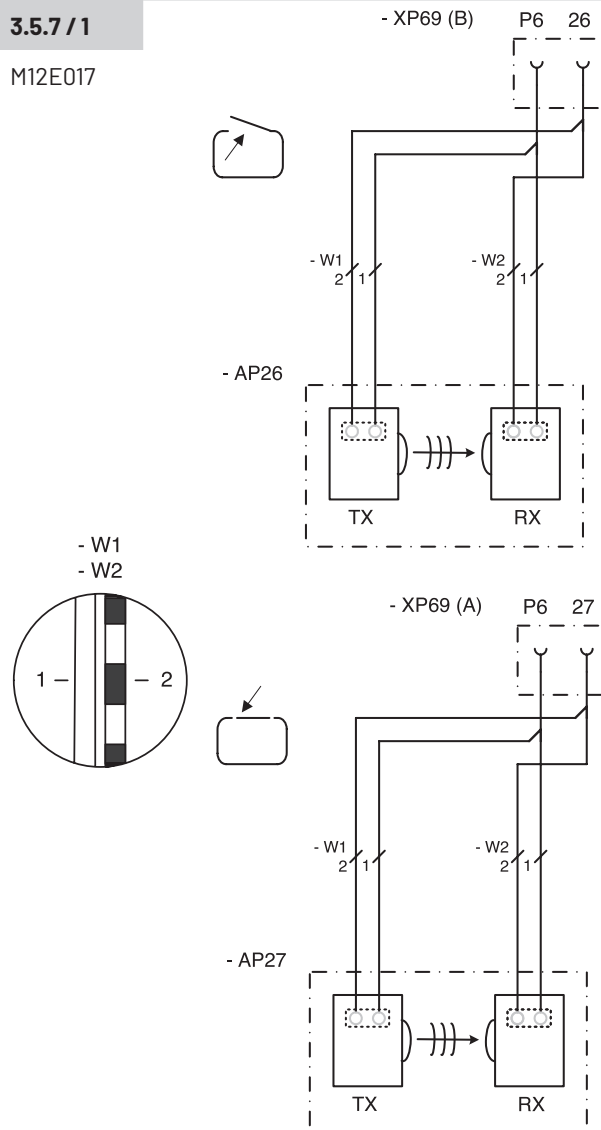 3.5.7 / 1
M12E017
- XP69 (B) P6 26
- W1 2 1
- W2 2 1
- AP26
TX RX
- W1
- W2
1 2
- XP69 (A) P6 27
- W1 2 1
- W2 2 1
- AP27
TX RX